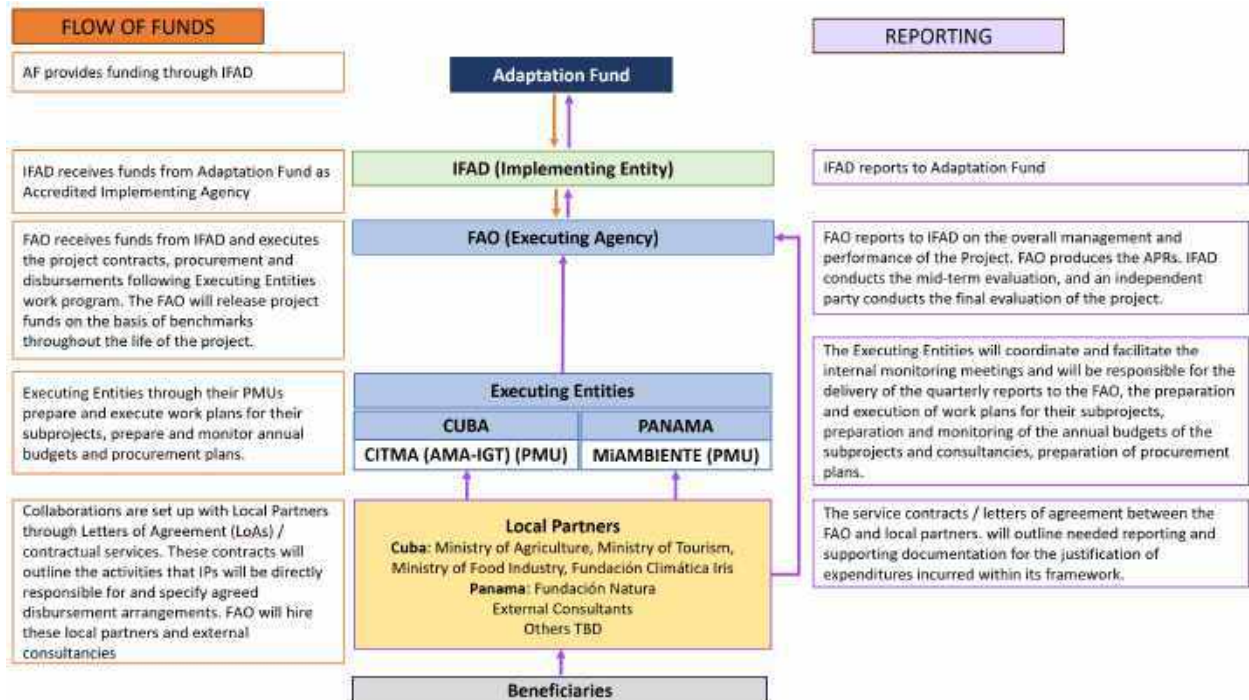 FLOW OF FUNDS
AF provides funding through IFAD
IFAD receives funds from Adaptation Fund as
Accredited Implementing Agency
FAO receives funds from IFAD and executes
the project contracts, procurement and
disbursements following Executing Entities
work program. The FAO will release project
funds on the basis of benchmarks
throughout the life of the project.
Executing Entities through their PMUs
prepare and execute work plans for their
subprojects, prepare and monitor annual
budgets and procurement plans.
Collaborations are set up with Local Partners
through Letters of Agreement (LoAs) /
contractual services. These contracts will
outline the activities that IPs will be directly
responsible for and specify agreed
disbursement arrangements. FAO will hire
these local partners and external
consultancies
Adaptation Fund
IFAD (Implementing Entity)
FAO (Executing Agency)
Executing Entities
CUBA
PANAMA
CITMA (AMA-IGT) (PMU)
MiAMBIENTE (PMU)
Local Partners
Cuba: Ministry of Agriculture, Ministry of Tourism,
Ministry of Food Industry, Fundación Climática Iris
Panama: Fundación Natura
External Consultants
Others TBD
Beneficiaries
REPORTING
IFAD reports to Adaptation Fund
FAO reports to IFAD on the overall management and
performance of the Project. FAO produces the APRs. IFAD
conducts the mid-term evaluation, and an independent
party conducts the final evaluation of the project.
The Executing Entities will coordinate and facilitate the
internal monitoring meetings and will be responsible for the
delivery of the quarterly reports to the FAO, the preparation
and execution of work plans for their subprojects,
preparation and monitoring of the annual budgets of the
subprojects and consultancies, preparation of procurement
plans.
The service contracts / letters of agreement between the
FAO and local partners. will outline needed reporting and
supporting documentation for the justification of
expenditures incurred within its framework.